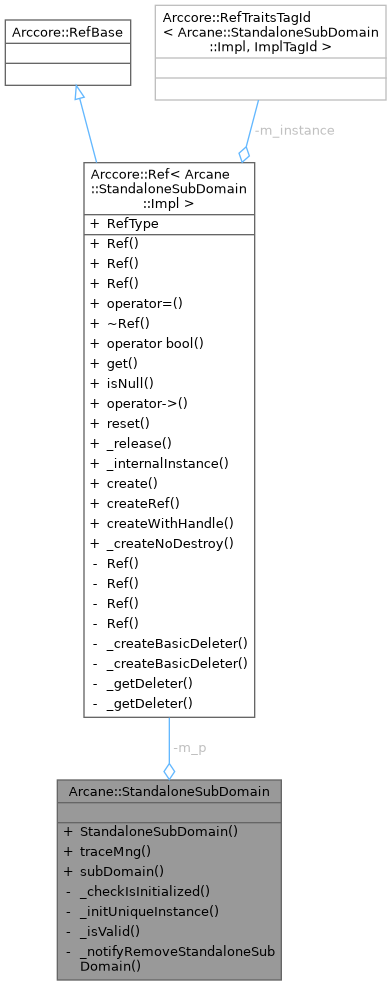 Arccore::RefBase
Arccore::RefTraitsTagId
< Arcane::StandaloneSubDomain
::Impl, ImplTagId >
-m_instance
Arccore::Ref< Arcane
::StandaloneSubDomain
::Impl >
+ RefType
+ Ref()
+ Ref()
+ Ref()
+ operator=()
+ ~Ref()
+ operator bool()
+ get()
+ isNull()
+ operator->()
+ reset()
+ _release()
+ _internalInstance()
+ create()
+ createRef()
+ createWithHandle()
+ _createNoDestroy()
- Ref()
- Ref()
- Ref()
- Ref()
- _createBasicDeleter()
- _createBasicDeleter()
- _getDeleter()
- _getDeleter()
-m_p
Arcane::StandaloneSubDomain
+ StandaloneSubDomain()
+ traceMng()
+ subDomain()
- _checkIsInitialized()
- _initUniqueInstance()
- _isValid()
- _notifyRemoveStandaloneSub
Domain()